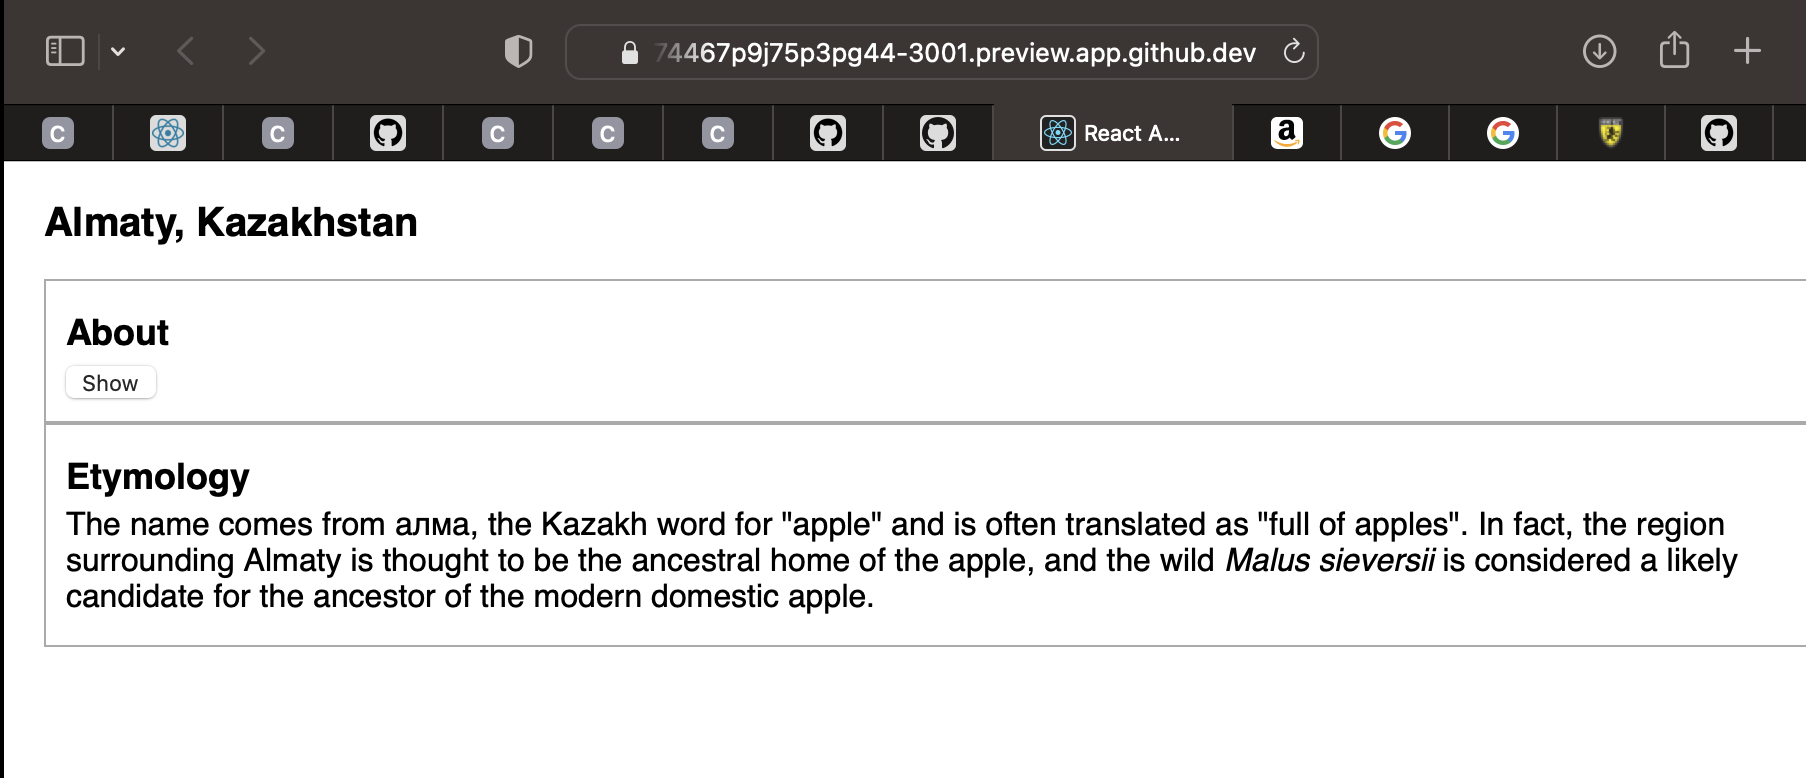 74467p9j75p3pg44-3001.preview.app.github.dev
C
C
C
C
C
React A...
a
G
G
Almaty, Kazakhstan
About
Show
Etymology
The name comes from алма, the Kazakh word for "apple" and is often translated as "full of apples". In fact, the region
surrounding Almaty is thought to be the ancestral home of the apple, and the wild Malus sieversii is considered a likely
candidate for the ancestor of the modern domestic apple.